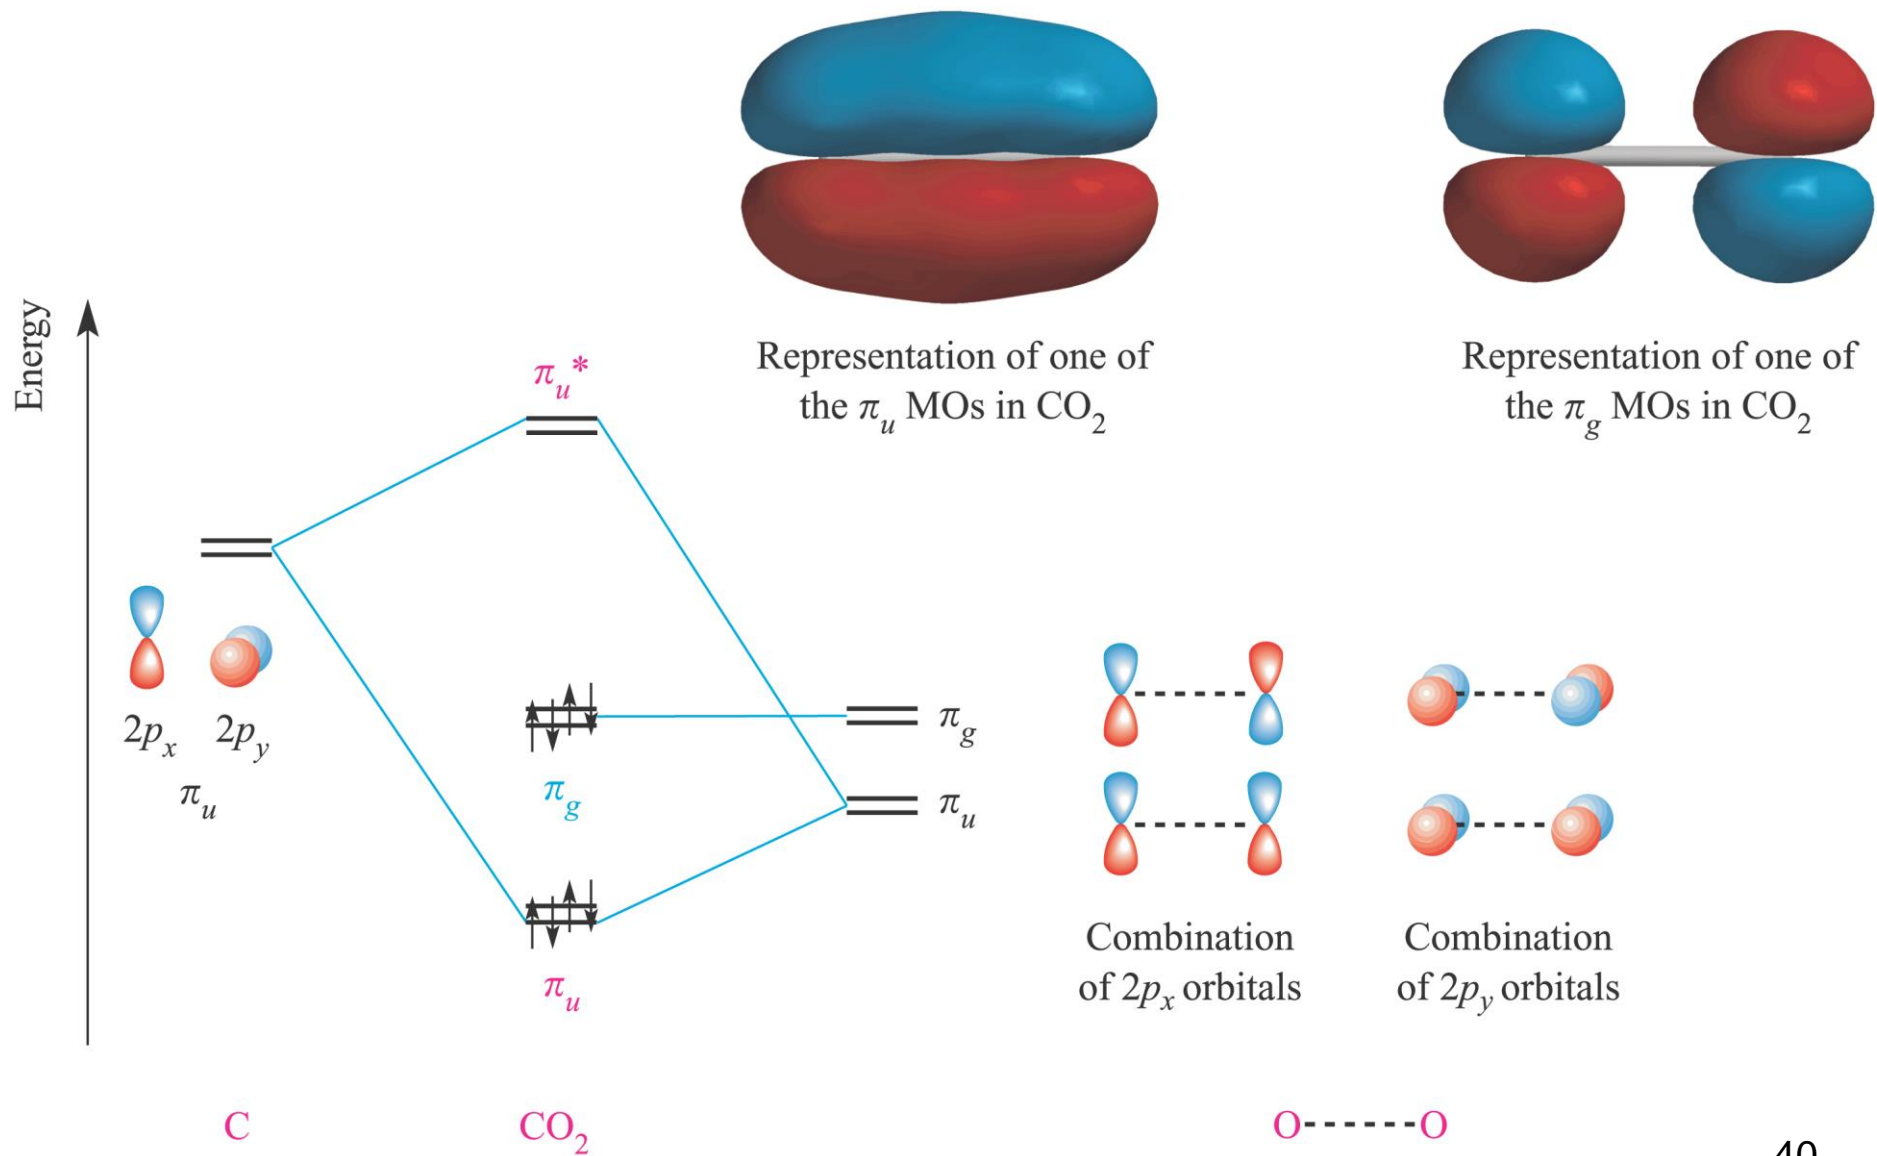 Representation of one of
the πu MOs in CO2
Representation of one of
the πg MOs in CO2
Energy
πu*
2px 2py
πu
πg
πg
πu
πu
Combination
of 2px orbitals
Combination
of 2py orbitals
C
CO2
O------O
40